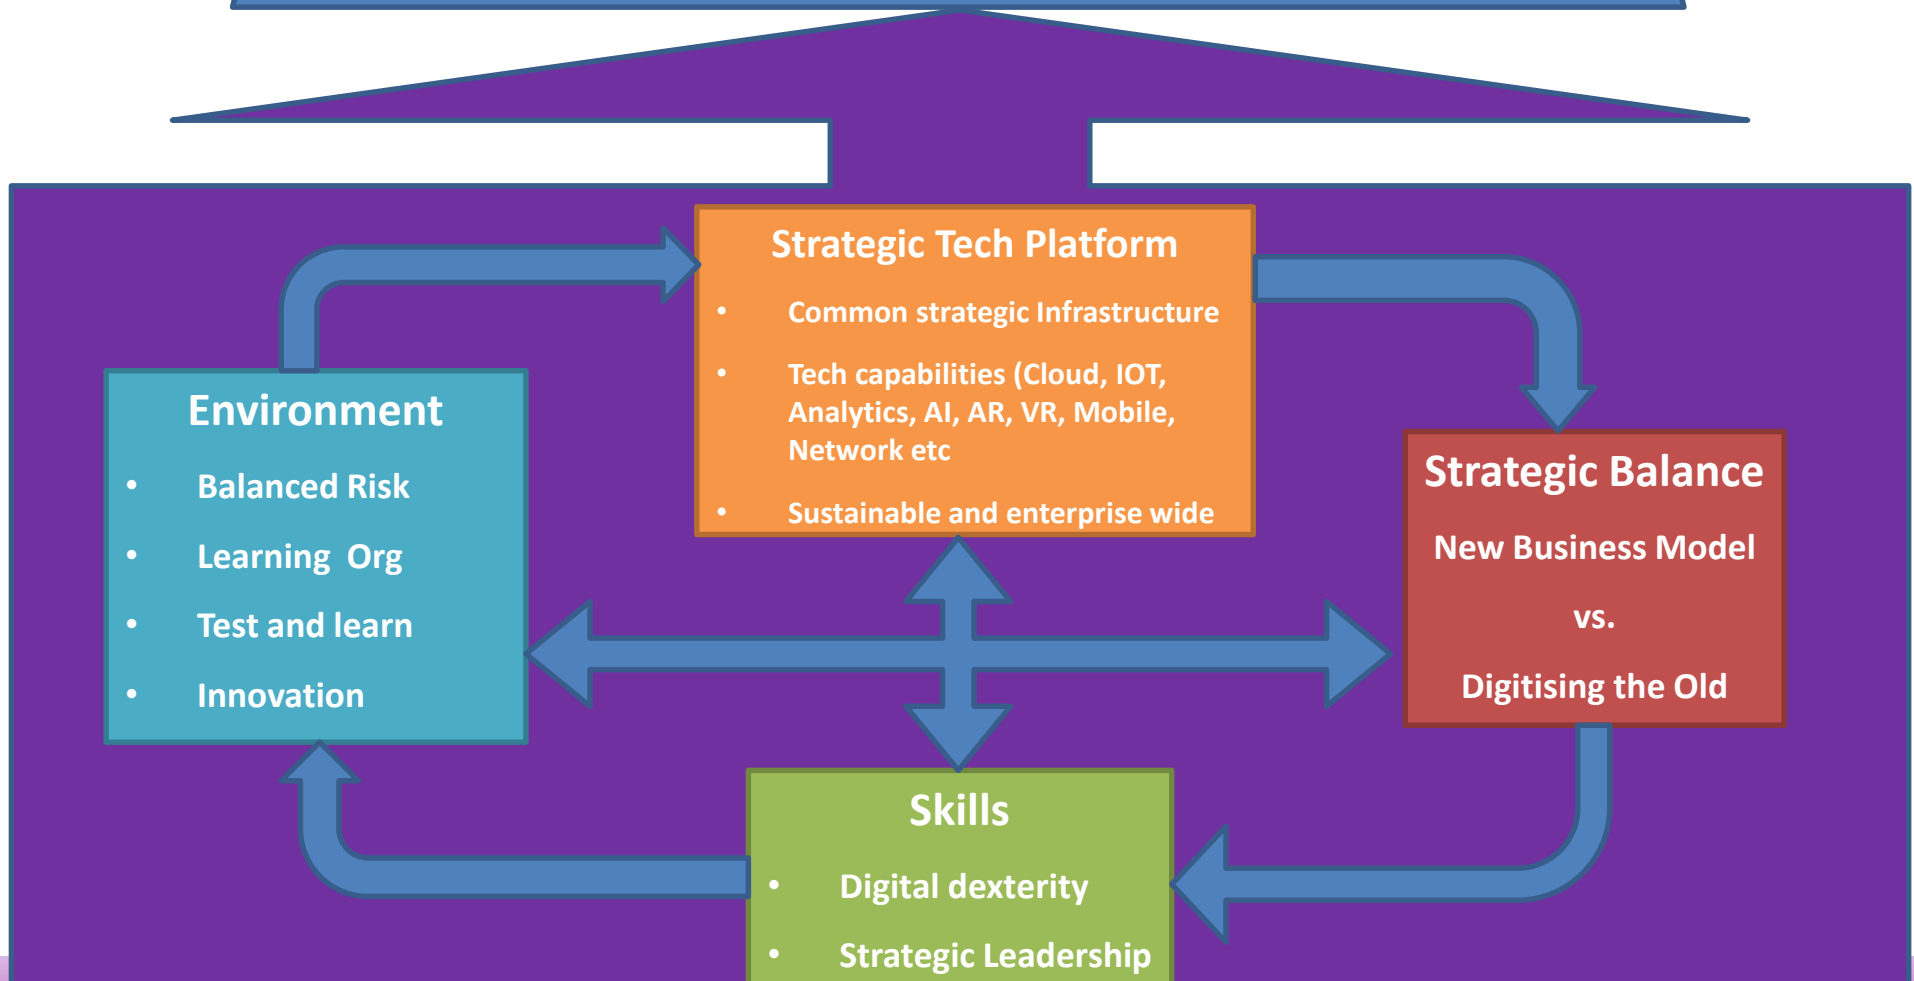 Strategic Tech Platform
• Common strategic Infrastructure
• Tech capabilities (Cloud, IOT,
Analytics, AI, AR, VR, Mobile,
Network etc
• Sustainable and enterprise wide
Environment
• Balanced Risk
• Learning  Org
• Test and learn
• Innovation
Strategic Balance
New Business Model
vs.
Digitising the Old
Skills
• Digital dexterity
• Strategic Leadership